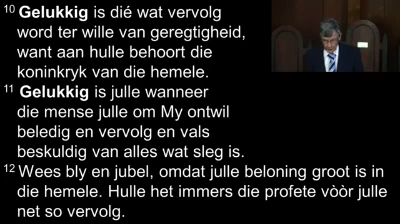 10 Gelukkig is dié wat vervolg
word ter wille van geregtigheid,
want aan hulle behoort die
koninkryk van die hemele.
11 Gelukkig is julle wanneer
die mense julle om My ontwil
beledig en vervolg en vals
beskuldig van alles wat sleg is.
12 Wees bly en jubel, omdat julle beloning groot is in
die hemele. Hulle het immers die profete vòòr julle
net so vervolg.